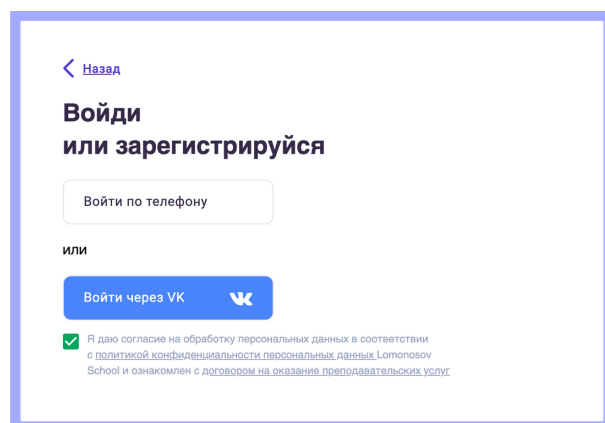 Назад
Войди
или зарегистрируйся
Войти по телефону
или
Войти через VK
Я даю согласие на обработку персональных данных в соответствии
с политикой конфиденциальности персональных данных Lomonosov
School и ознакомлен с договором на оказание преподавательских услуг